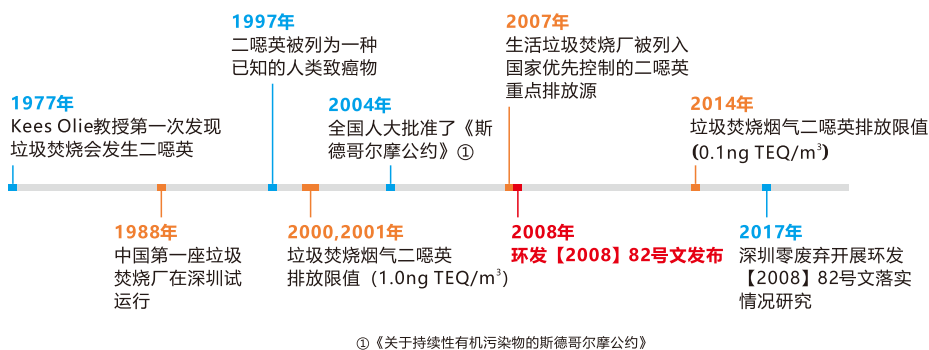 1977年
Kees Olie教授第一次发现
垃圾焚烧会发生二噁英
1988年
中国第一座垃圾
焚烧厂在深圳试
运行
1997年
二噁英被列为一种
已知的人类致癌物
2000,2001年
垃圾焚烧烟气二噁英
排放限值（1.0ng TEQ/m³）
2004年
全国人大批准了《斯
德哥尔摩公约》①
2007年
生活垃圾焚烧厂被列入
国家优先控制的二噁英
重点排放源
2008年
环发【2008】82号文发布
2014年
垃圾焚烧烟气二噁英排放限值
（0.1ng TEQ/m³）
2017年
深圳零废弃开展环发
【2008】82号文落实
情况研究
①《关于持续性有机污染物的斯德哥尔摩公约》